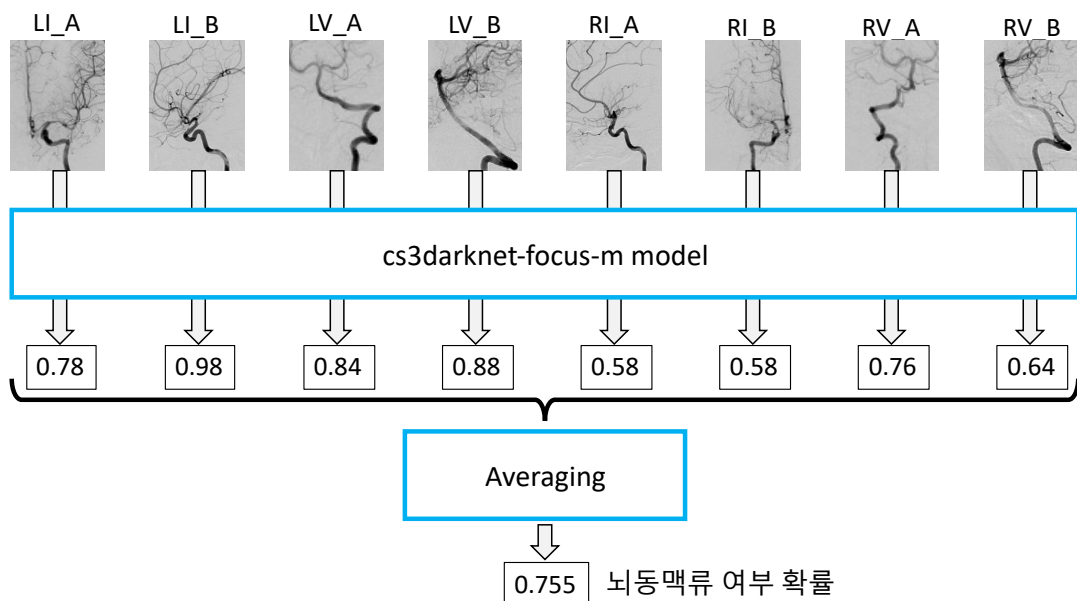 LI_A LI_B LV_A LV_B RI_A RI_B RV_A RV_B
cs3darknet-focus-m model
0.78 0.98 0.84 0.88 0.58 0.58 0.76 0.64
Averaging
0.755 뇌동맥류 여부 확률